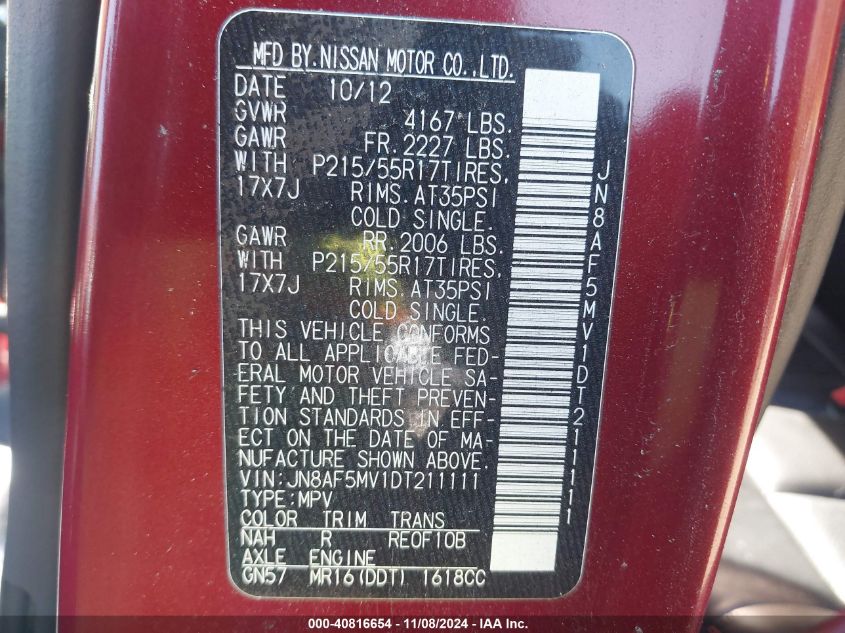 MFD BY.NISSAN MOTOR CO.,LTD.
DATE 10/12
GVWR 4167 LBS.
GAWR FR. 2227 LBS.
WITH P215/55R17TIRES,
17X7J RIMS. AT35PSI
COLD SINGLE.
GAWR RR. 2006 LBS.
WITH P215/55R17TIRES,
17X7J RIMS. AT35PSI
COLD SINGLE.
THIS VEHICLE CONFORMS
TO ALL APPLICABLE FED-
ERAL MOTOR VEHICLE SA-
FETY AND THEFT PREVEN-
TION STANDARDS IN EFF-
ECT ON THE DATE OF MA-
NUFACTURE SHOWN ABOVE.
VIN:JN8AF5MV1DT211111
TYPE:MPV
COLOR TRIM TRANS
NAH R RE0F10B
AXLE ENGINE
GN57 MR16(DDT) 1618CC
JN8AF5MV1DT211111
000-40816654 - 11/08/2024 - IAA Inc.